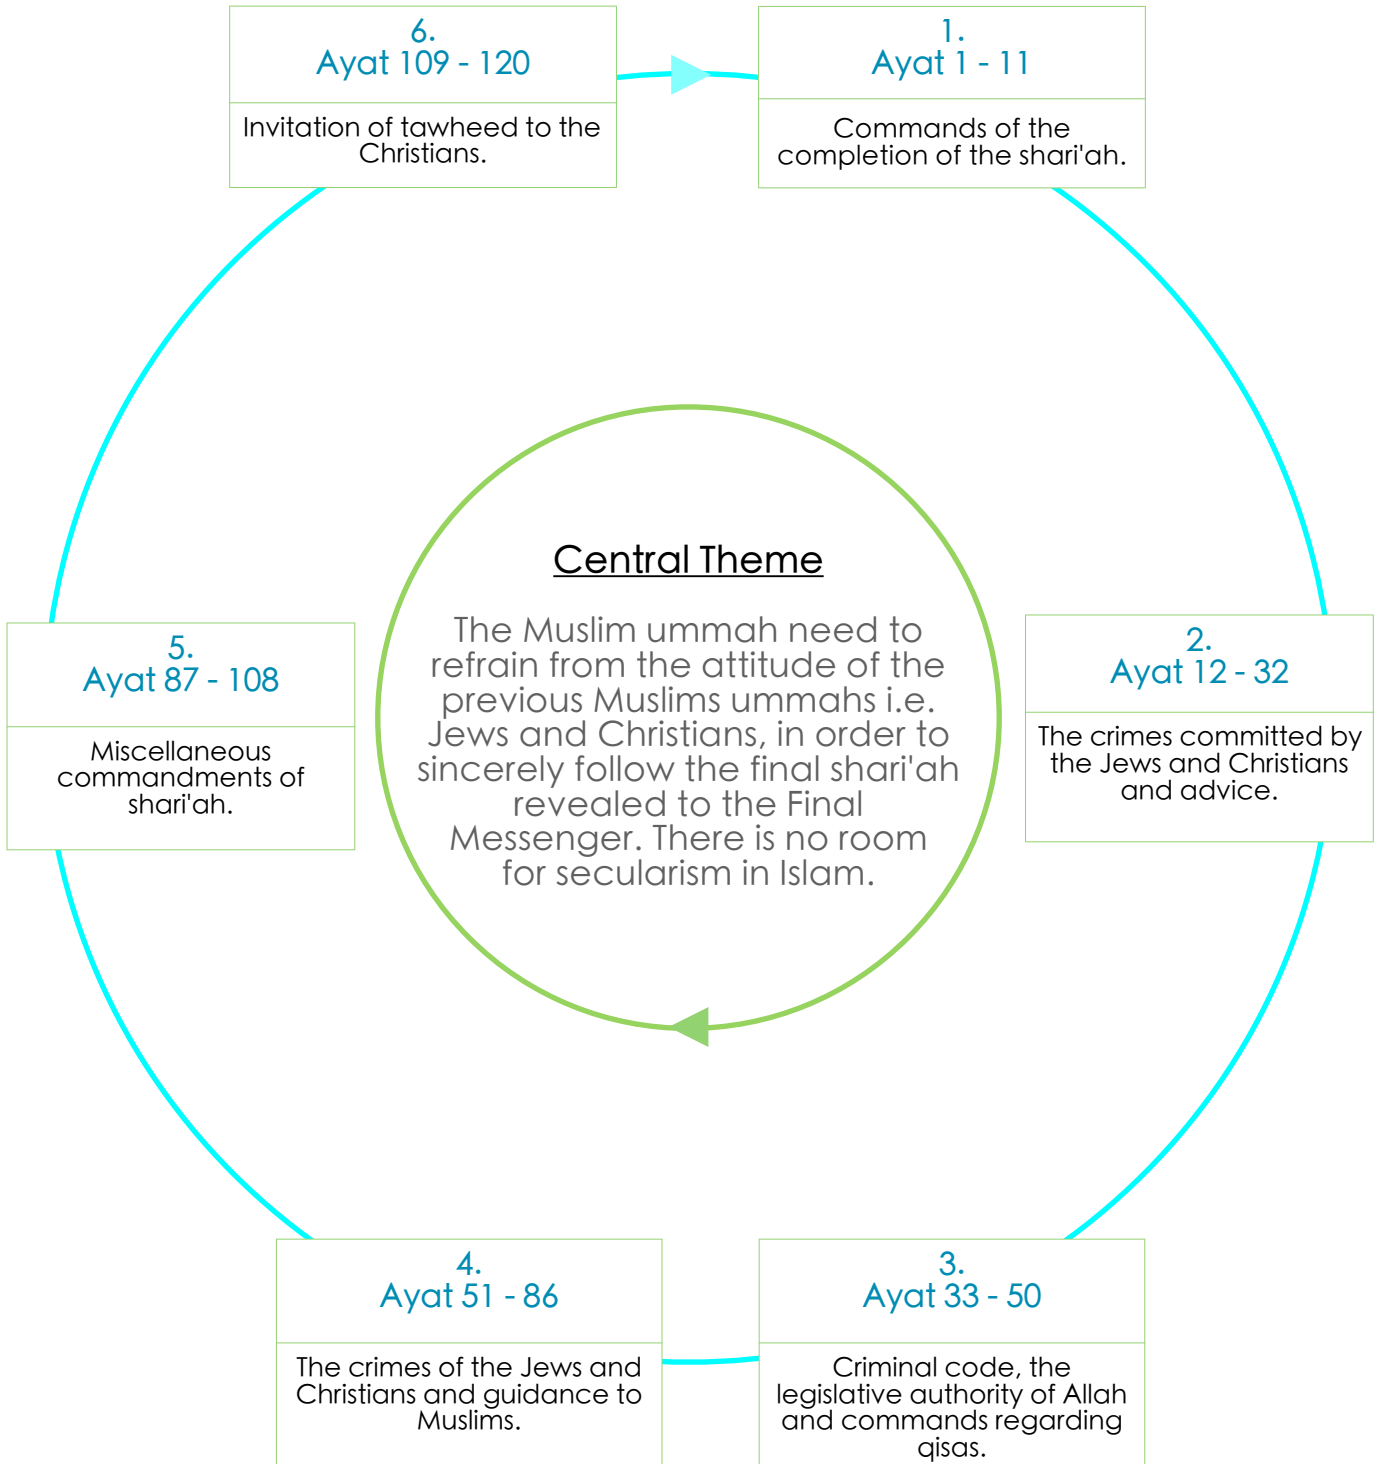 6.
Ayat 109 - 120
Invitation of tawheed to the
Christians.
1.
Ayat 1 - 11
Commands of the
completion of the shari'ah.
Central Theme
The Muslim ummah need to
refrain from the attitude of the
previous Muslims ummahs i.e.
Jews and Christians, in order to
sincerely follow the final shari'ah
revealed to the Final
Messenger. There is no room
for secularism in Islam.
5.
Ayat 87 - 108
Miscellaneous
commandments of
shari'ah.
2.
Ayat 12 - 32
The crimes committed by
the Jews and Christians
and advice.
4.
Ayat 51 - 86
The crimes of the Jews and
Christians and guidance to
Muslims.
3.
Ayat 33 - 50
Criminal code, the
legislative authority of Allah
and commands regarding
qisas.